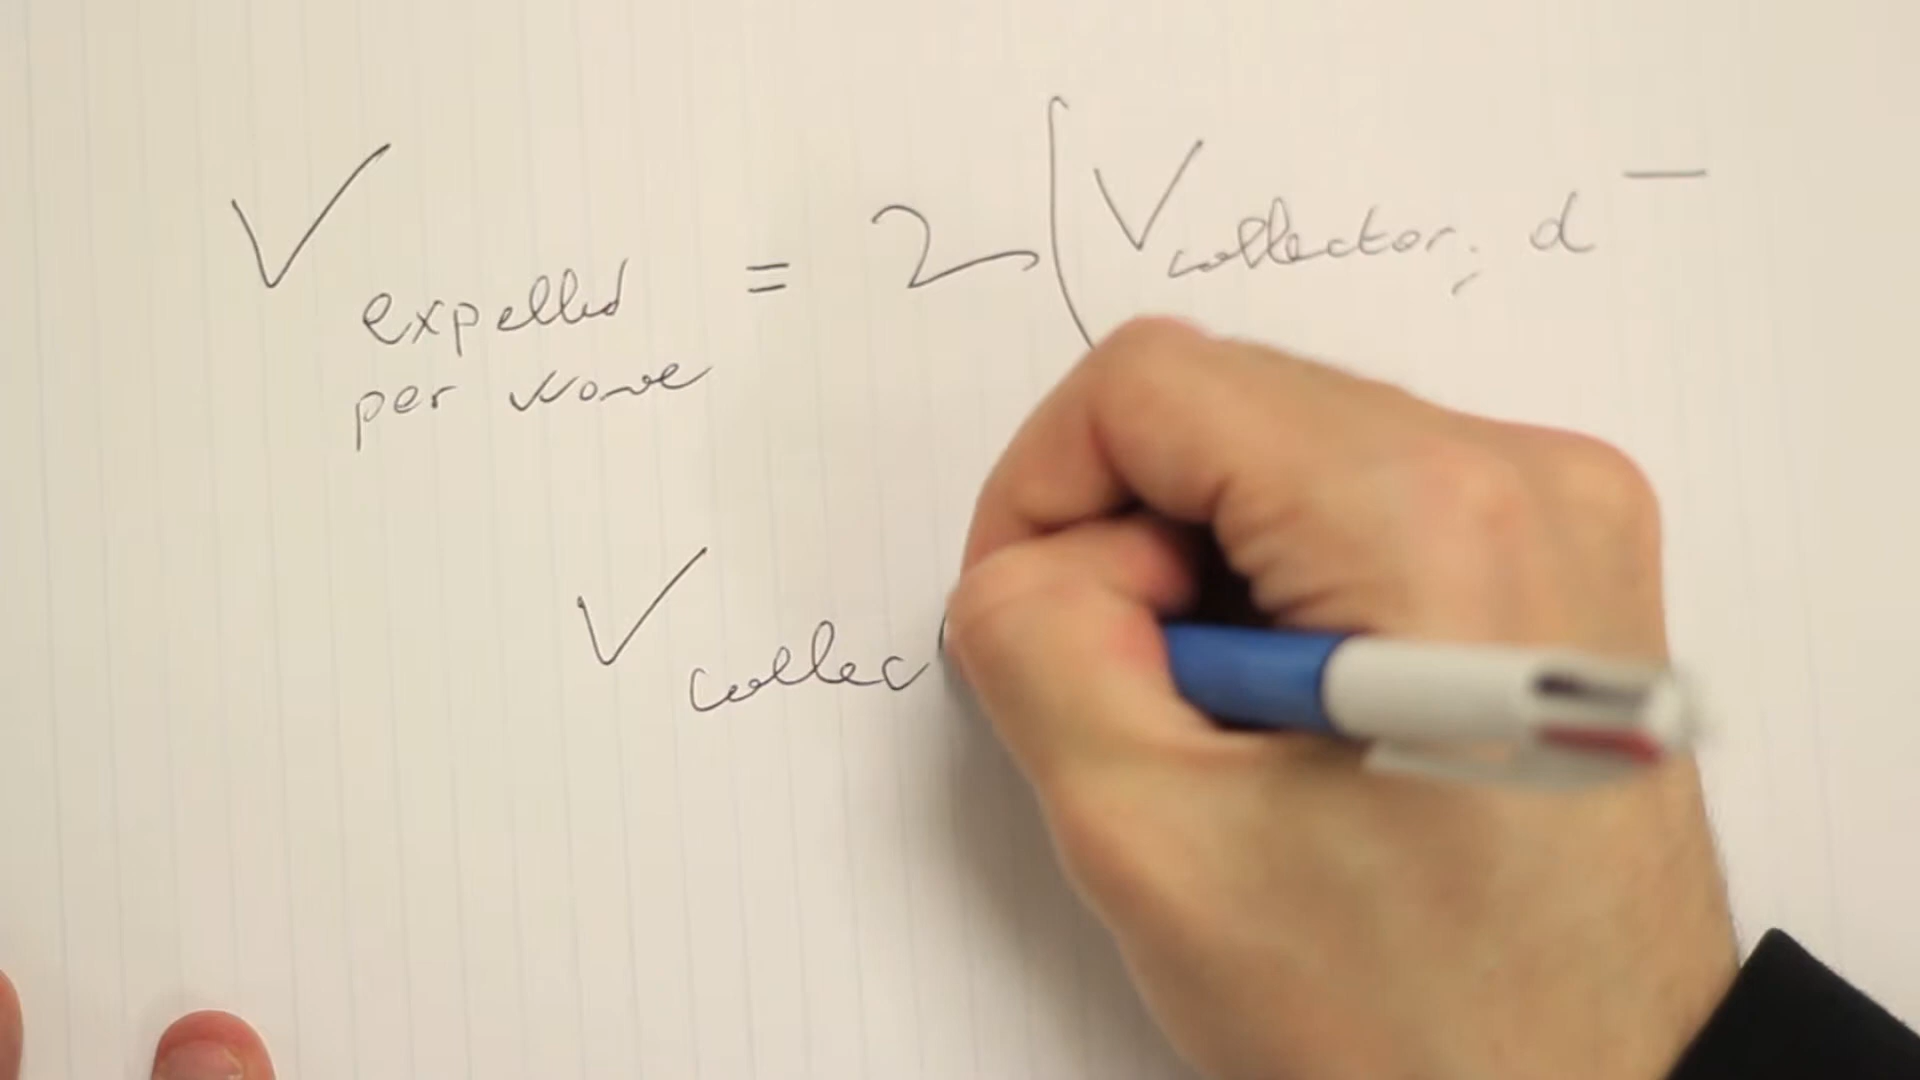 V expelled = 2 ( V collector, d —
per wave
V collec